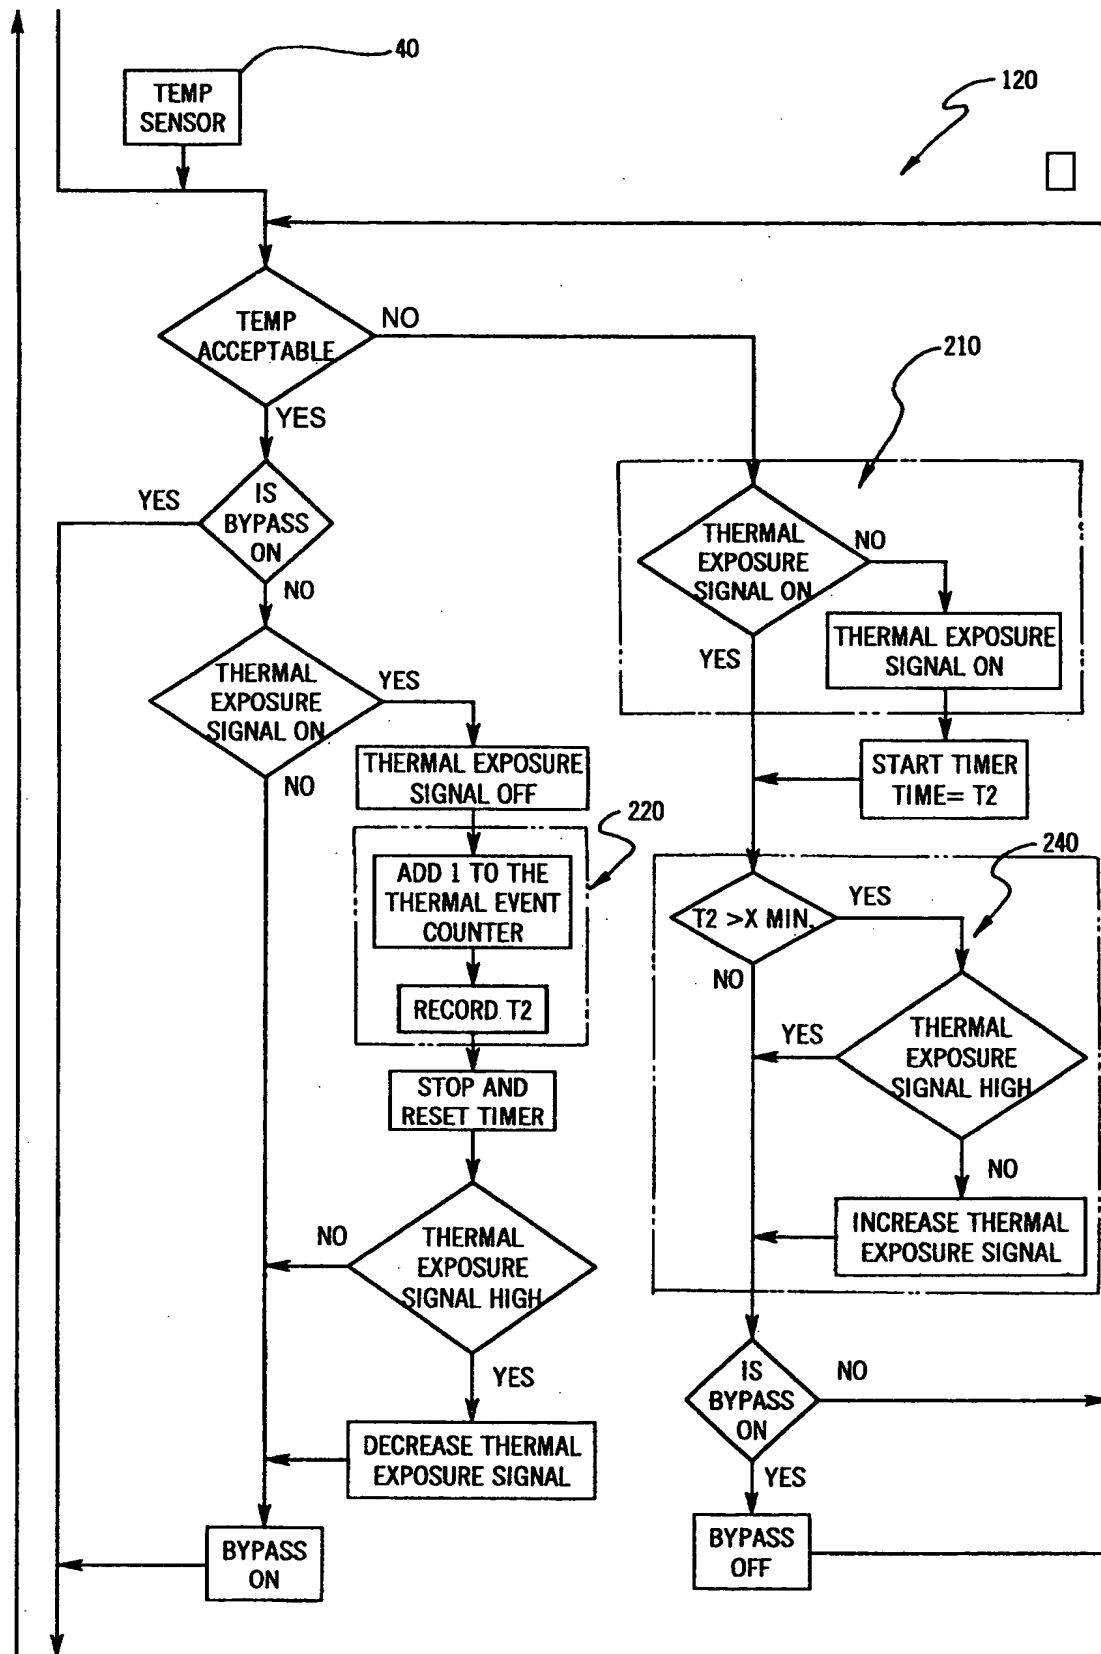 40
TEMP
SENSOR
120
TEMP
ACCEPTABLE
NO
YES
210
IS
BYPASS
ON
YES
NO
THERMAL
EXPOSURE
SIGNAL ON
NO
THERMAL EXPOSURE
SIGNAL ON
YES
START TIMER
TIME= T2
THERMAL
EXPOSURE
SIGNAL ON
YES
NO
THERMAL EXPOSURE
SIGNAL OFF
220
ADD 1 TO THE
THERMAL EVENT
COUNTER
RECORD T2
240
T2 >X MIN.
YES
NO
THERMAL
EXPOSURE
SIGNAL HIGH
YES
NO
INCREASE THERMAL
EXPOSURE SIGNAL
STOP AND
RESET TIMER
THERMAL
EXPOSURE
SIGNAL HIGH
NO
YES
DECREASE THERMAL
EXPOSURE SIGNAL
IS
BYPASS
ON
NO
YES
BYPASS
ON
BYPASS
OFF